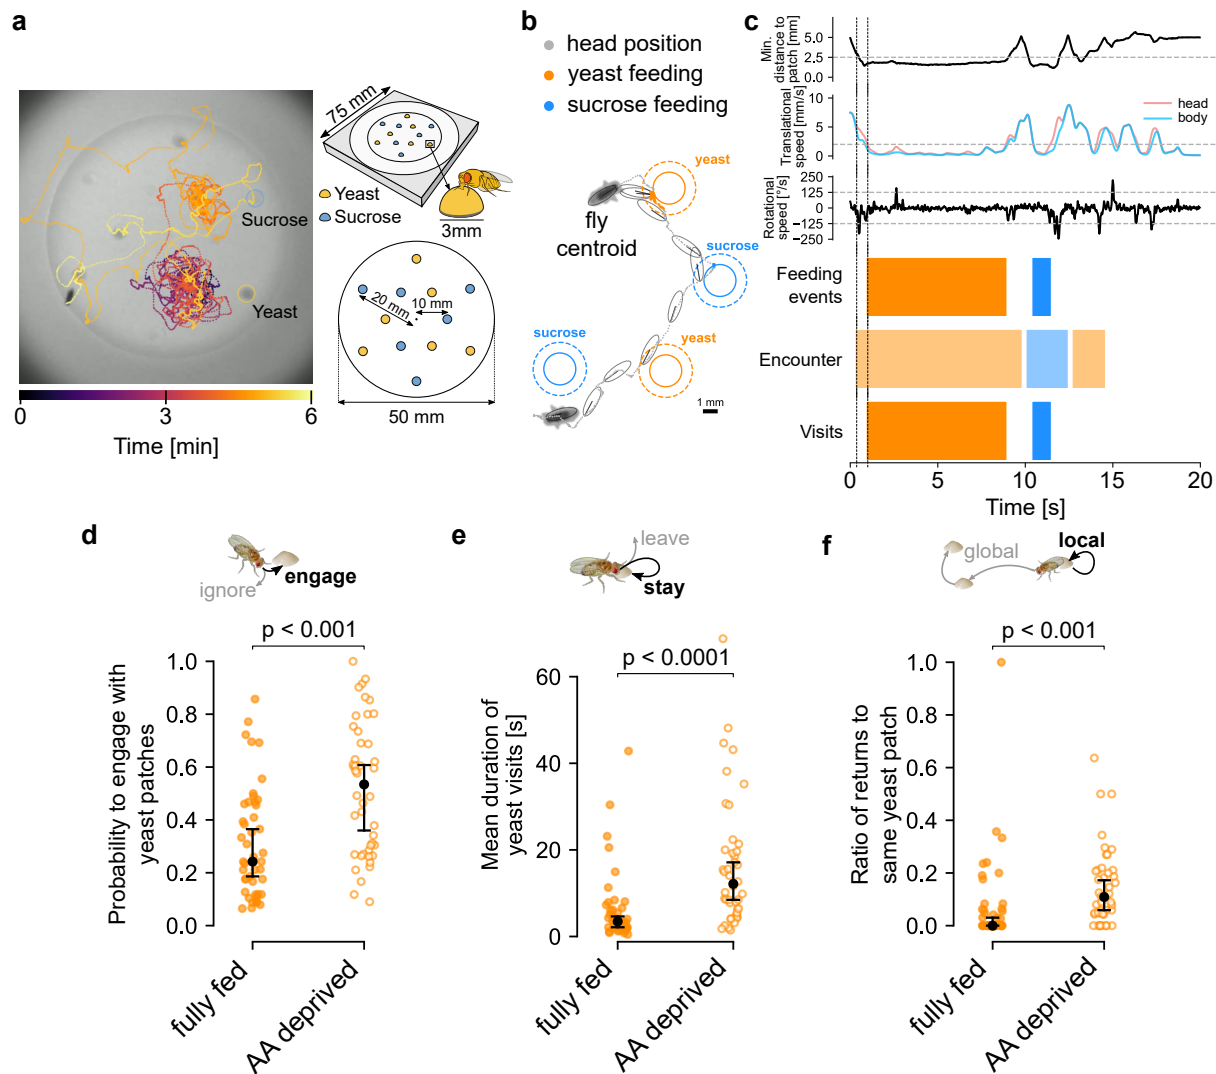 a
75 mm
Yeast
Sucrose
3mm
Sucrose
Yeast
20 mm
10 mm
50 mm
0
3
6
Time [min]
b
head position
yeast feeding
sucrose feeding
yeast
fly
centroid
sucrose
sucrose
yeast
1 mm
c
Min.
distance to
patch [mm]
5.0
2.5
0.0
Translational
speed [mm/s]
10
5
0
head
body
Rotational
speed [°/s]
250
125
0
−125
−250
Feeding
events
Encounter
Visits
0
5
10
15
20
Time [s]
d
ignore
engage
p < 0.001
Probability to engage with
yeast patches
1.0
0.8
0.6
0.4
0.2
0.0
fully fed
AA deprived
e
leave
stay
p < 0.0001
Mean duration of
yeast visits [s]
60
40
20
0
fully fed
AA deprived
f
global
local
p < 0.001
Ratio of returns to
same yeast patch
1.0
0.8
0.6
0.4
0.2
0.0
fully fed
AA deprived